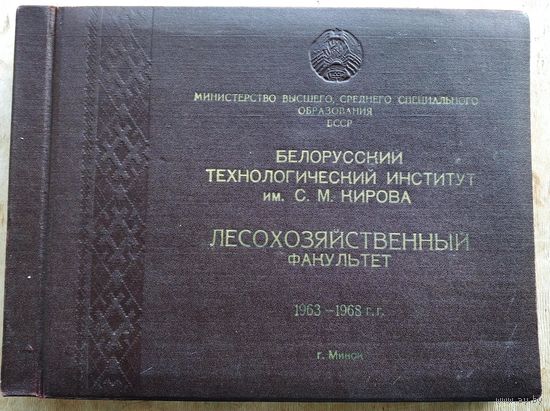 МИНИСТЕРСТВО ВЫСШЕГО, СРЕДНЕГО СПЕЦИАЛЬНОГО
ОБРАЗОВАНИЯ
БССР
БЕЛОРУССКИЙ
ТЕХНОЛОГИЧЕСКИЙ ИНСТИТУТ
им. С. М. КИРОВА
ЛЕСОХОЗЯЙСТВЕННЫЙ
ФАКУЛЬТЕТ
1963–1968 г.г.
г. Минск